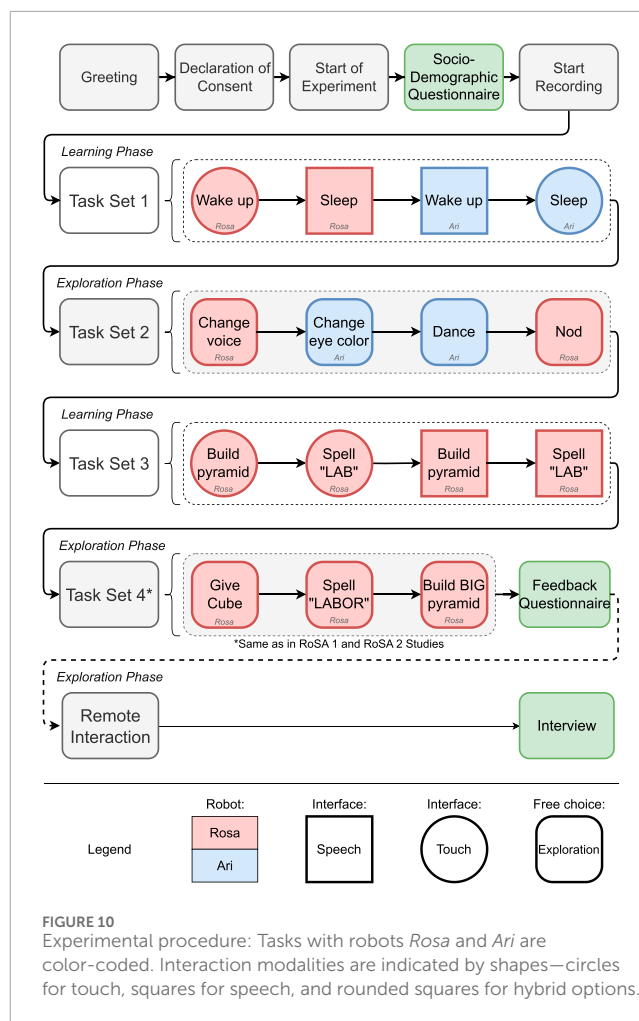 Greeting
Declaration of
Consent
Start of
Experiment
Socio-
Demographic
Questionnaire
Start
Recording
Learning Phase
Task Set 1
Wake up
Rosa
Sleep
Rosa
Wake up
Ari
Sleep
Ari
Exploration Phase
Task Set 2
Change
voice
Rosa
Change
eye color
Ari
Dance
Ari
Nod
Rosa
Learning Phase
Task Set 3
Build
pyramid
Rosa
Spell
"LAB"
Rosa
Build
pyramid
Rosa
Spell
"LAB"
Rosa
Exploration Phase
Task Set 4*
Give
Cube
Rosa
Spell
"LABOR"
Rosa
Build BIG
pyramid
Rosa
Feedback
Questionnaire
*Same as in RoSA 1 and RoSA 2 Studies
Exploration Phase
Remote
Interaction
Interview
Legend
Robot:
Rosa
Ari
Interface:
Speech
Interface:
Touch
Free choice:
Exploration
FIGURE 10
Experimental procedure: Tasks with robots Rosa and Ari are
color-coded. Interaction modalities are indicated by shapes—circles
for touch, squares for speech, and rounded squares for hybrid options.